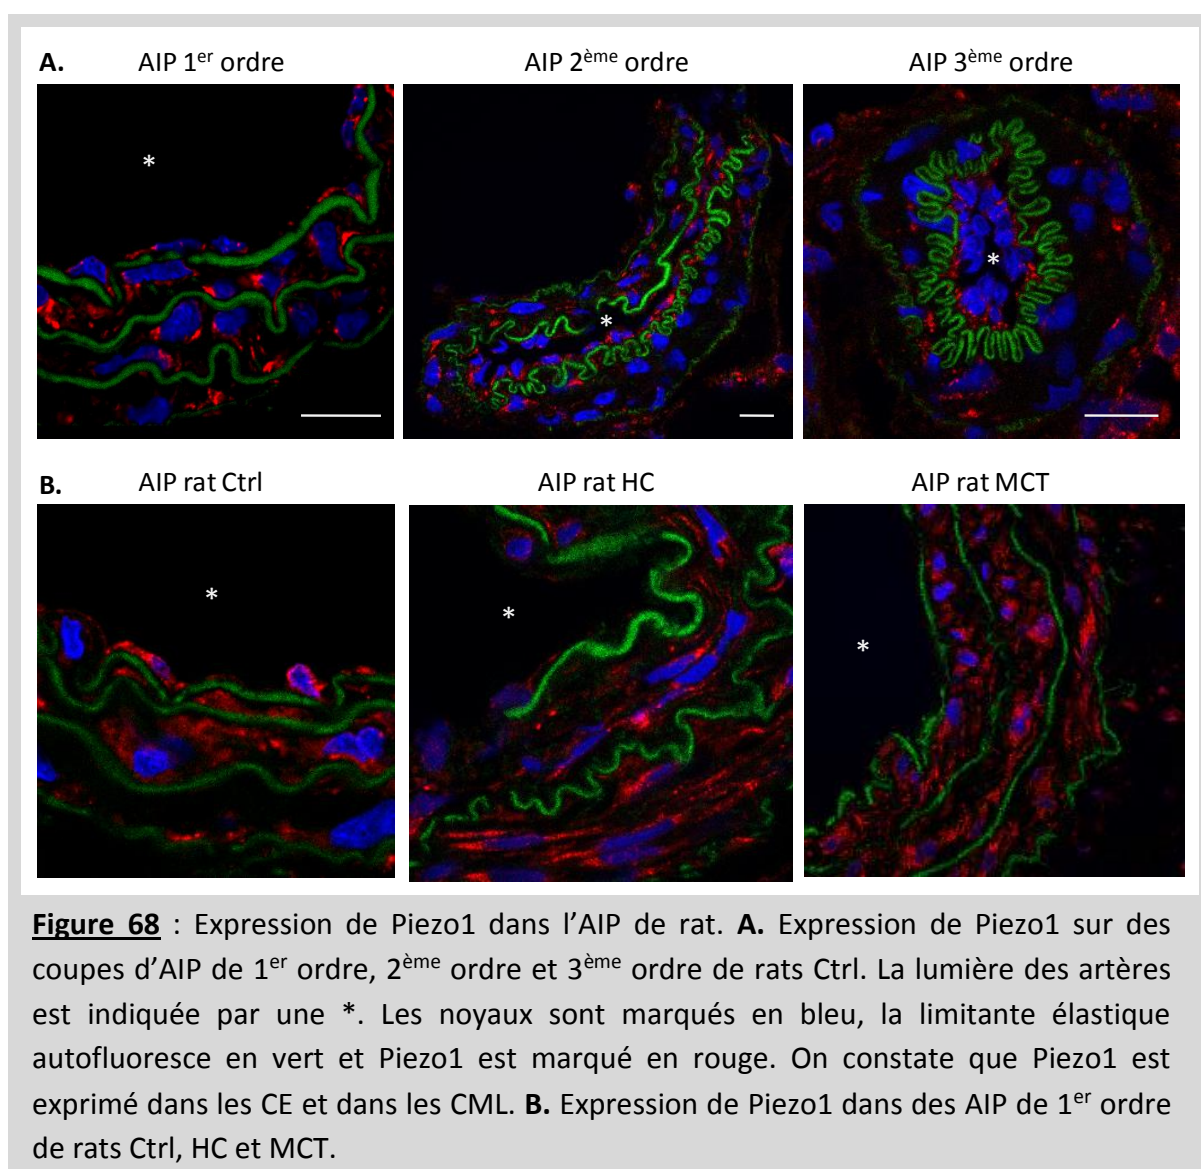 A. AIP 1er ordre AIP 2ème ordre AIP 3ème ordre
*
*
*
B. AIP rat Ctrl AIP rat HC AIP rat MCT
*
*
*
Figure 68 : Expression de Piezo1 dans l’AIP de rat. A. Expression de Piezo1 sur des
coupes d’AIP de 1er ordre, 2ème ordre et 3ème ordre de rats Ctrl. La lumière des artères
est indiquée par une *. Les noyaux sont marqués en bleu, la limitante élastique
autofluoresce en vert et Piezo1 est marqué en rouge. On constate que Piezo1 est
exprimé dans les CE et dans les CML. B. Expression de Piezo1 dans des AIP de 1er ordre
de rats Ctrl, HC et MCT.